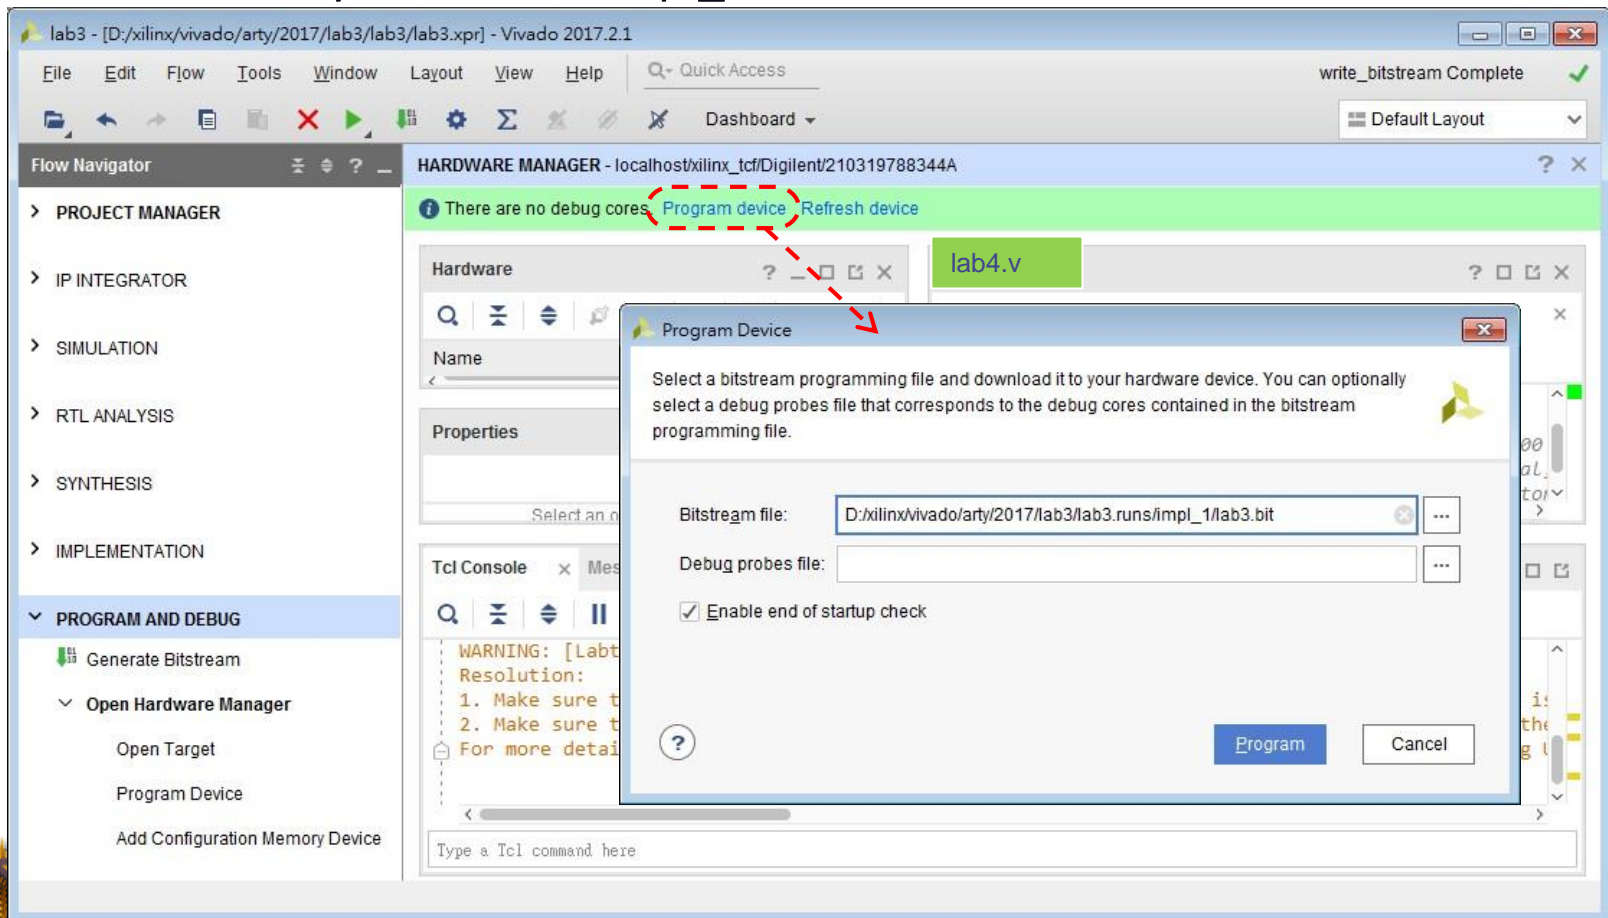 lab3 - [D:/xilinx/vivado/arty/2017/lab3/lab3/lab3.xpr] - Vivado 2017.2.1
File Edit Flow Tools Window Layout View Help Quick Access write_bitstream Complete
Dashboard Default Layout
Flow Navigator
HARDWARE MANAGER - localhost/xilinx_tcf/Digilent/210319788344A
PROJECT MANAGER
There are no debug cores. Program device Refresh device
IP INTEGRATOR
Hardware
lab4.v
SIMULATION
Name
Program Device
Select a bitstream programming file and download it to your hardware device. You can optionally
select a debug probes file that corresponds to the debug cores contained in the bitstream
programming file.
RTL ANALYSIS
Properties
SYNTHESIS
Select an
Bitstream file: D:/xilinx/vivado/arty/2017/lab3/lab3.runs/impl_1/lab3.bit
IMPLEMENTATION
Tcl Console
Debug probes file:
PROGRAM AND DEBUG
Enable end of startup check
Generate Bitstream
WARNING: [Labt
Resolution:
Open Hardware Manager
1. Make sure t
2. Make sure t
Open Target
For more detai
Program Cancel
Program Device
Add Configuration Memory Device
Type a Tcl command here